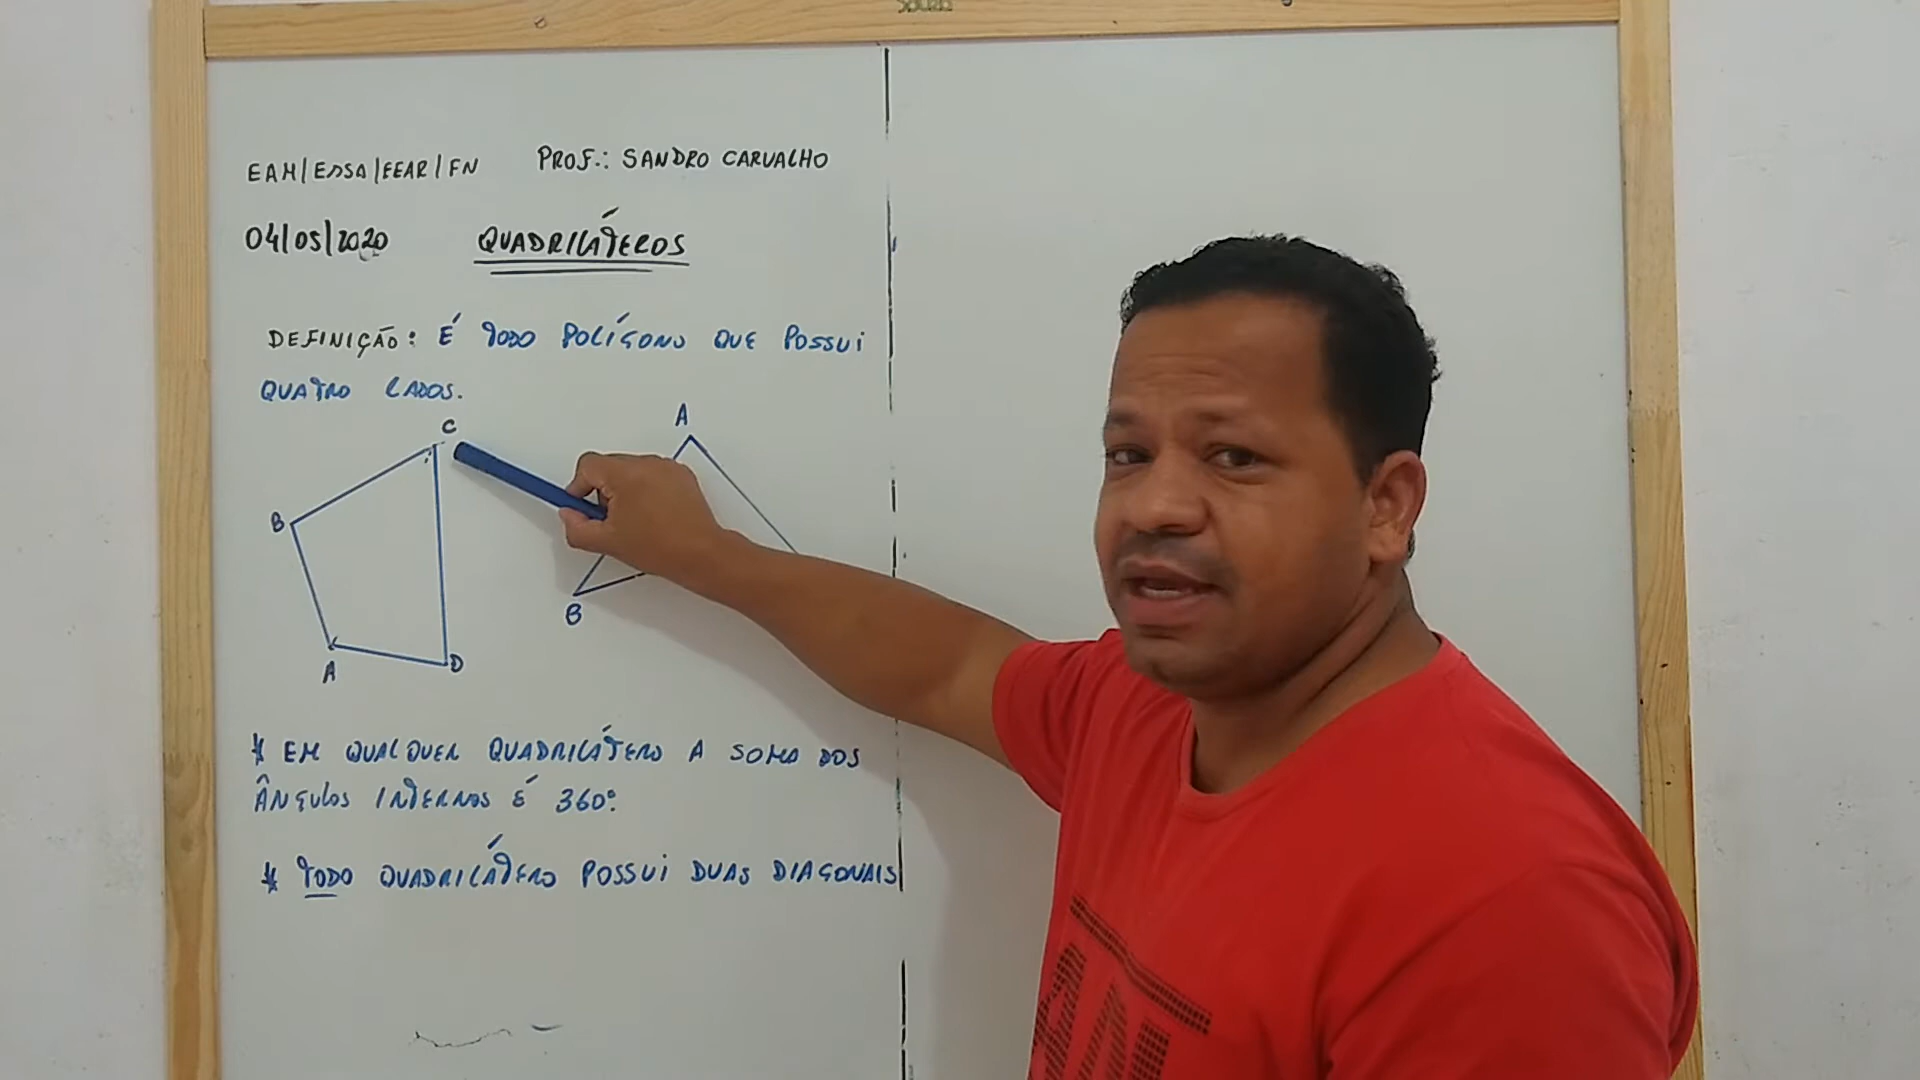 EAM/ESSA/EEAR/FN PROF.: SANDRO CARVALHO
04/05/2020 QUADRILÁTEROS
DEFINIÇÃO: É TODO POLÍGONO QUE POSSUI
QUATRO LADOS.
C
A
B
B
A
D
* EM QUALQUER QUADRILÁTERO A SOMA DOS
ÂNGULOS INTERNOS É 360°.
* TODO QUADRILÁTERO POSSUI DUAS DIAGONAIS